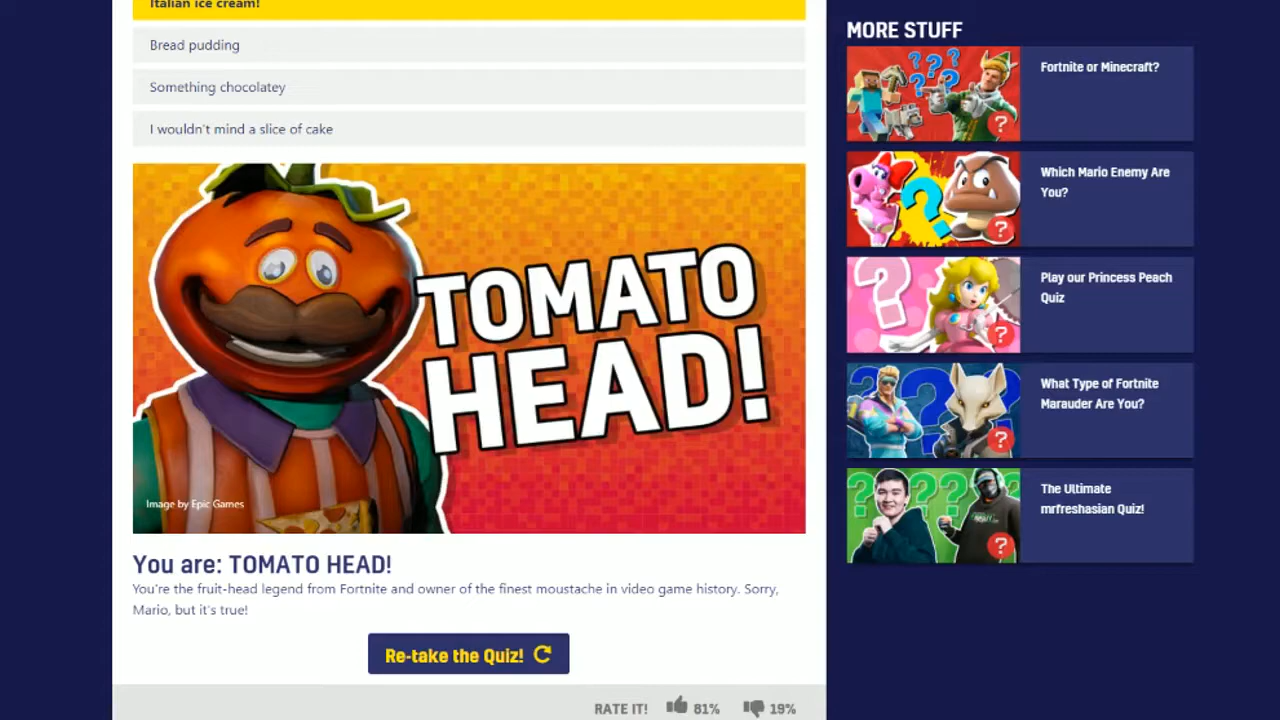 Italian ice cream!
Bread pudding
Something chocolatey
I wouldn't mind a slice of cake
TOMATO
HEAD!
Image by Epic Games
You are: TOMATO HEAD!
You're the fruit-head legend from Fortnite and owner of the finest moustache in video game history. Sorry,
Mario, but it's true!
Re-take the Quiz!
RATE IT! 81% 19%
MORE STUFF
Fortnite or Minecraft?
Which Mario Enemy Are
You?
Play our Princess Peach
Quiz
What Type of Fortnite
Marauder Are You?
The Ultimate
mrfreshasian Quiz!